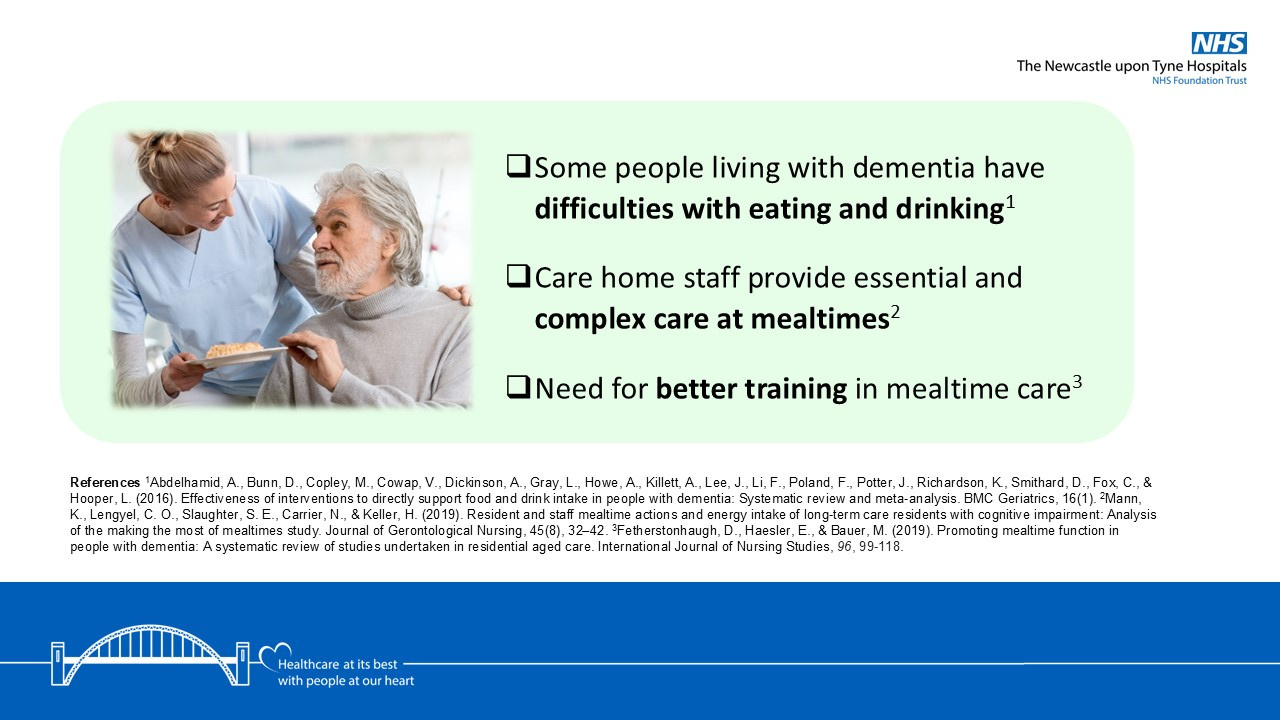 NHS
The Newcastle upon Tyne Hospitals
NHS Foundation Trust
❑Some people living with dementia have
difficulties with eating and drinking¹
❑Care home staff provide essential and
complex care at mealtimes²
❑Need for better training in mealtime care³
References ¹Abdelhamid, A., Bunn, D., Copley, M., Cowap, V., Dickinson, A., Gray, L., Howe, A., Killett, A., Lee, J., Li, F., Poland, F., Potter, J., Richardson, K., Smithard, D., Fox, C., &
Hooper, L. (2016). Effectiveness of interventions to directly support food and drink intake in people with dementia: Systematic review and meta-analysis. BMC Geriatrics, 16(1). ²Mann,
K., Lengyel, C. O., Slaughter, S. E., Carrier, N., & Keller, H. (2019). Resident and staff mealtime actions and energy intake of long-term care residents with cognitive impairment: Analysis
of the making the most of mealtimes study. Journal of Gerontological Nursing, 45(8), 32–42. ³Fetherstonhaugh, D., Haesler, E., & Bauer, M. (2019). Promoting mealtime function in
people with dementia: A systematic review of studies undertaken in residential aged care. International Journal of Nursing Studies, 96, 99-118.
Healthcare at its best
with people at our heart